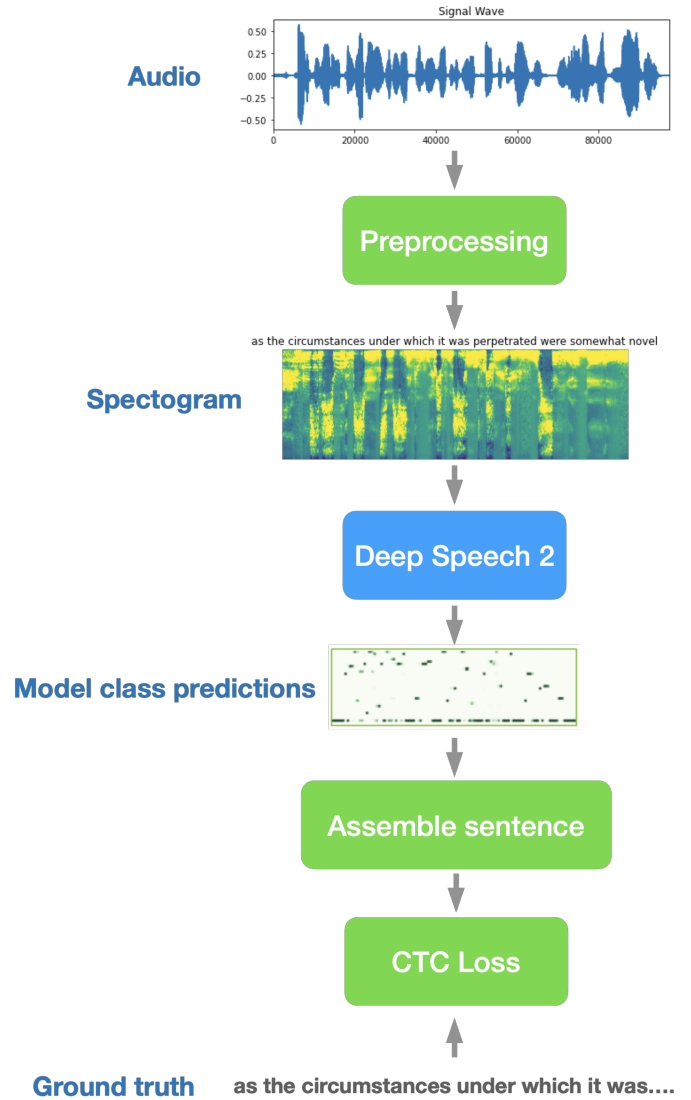 Signal Wave
0.50
0.25
Audio
0.00
−0.25
−0.50
0 20000 40000 60000 80000
Preprocessing
as the circumstances under which it was perpetrated were somewhat novel
Spectogram
Deep Speech 2
Model class predictions
Assemble sentence
CTC Loss
Ground truth as the circumstances under which it was....